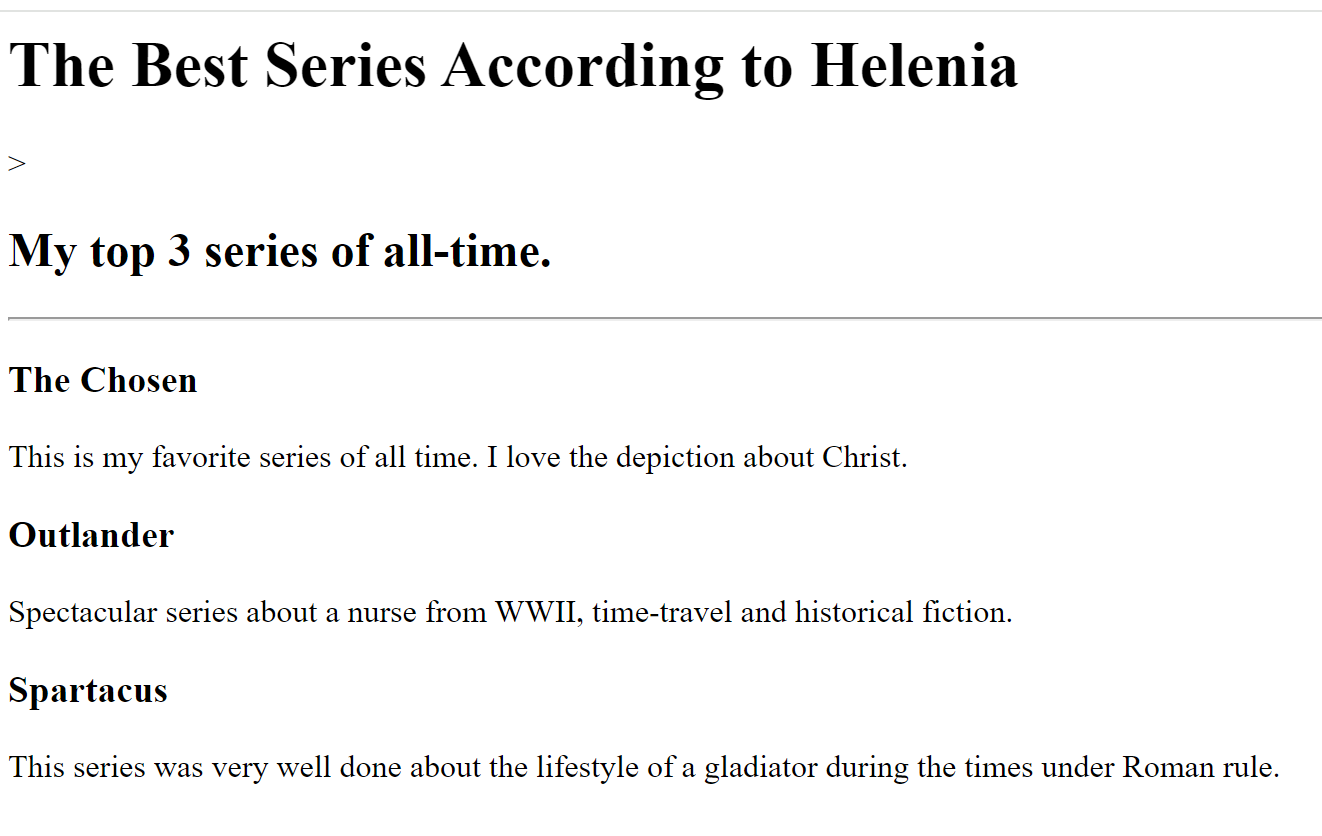 The Best Series According to Helenia
>
My top 3 series of all-time.
The Chosen
This is my favorite series of all time. I love the depiction about Christ.
Outlander
Spectacular series about a nurse from WWII, time-travel and historical fiction.
Spartacus
This series was very well done about the lifestyle of a gladiator during the times under Roman rule.